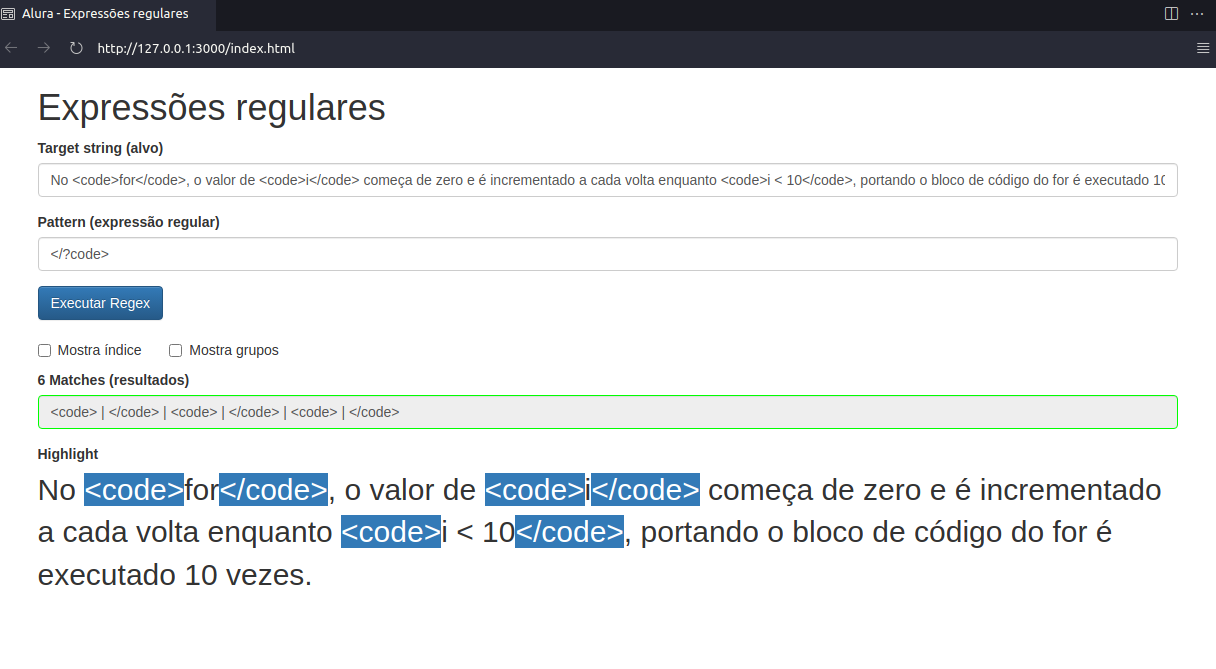 Alura - Expressões regulares
http://127.0.0.1:3000/index.html
Expressões regulares
Target string (alvo)
No <code>for</code>, o valor de <code>i</code> começa de zero e é incrementado a cada volta enquanto <code>i < 10</code>, portando o bloco de código do for é executado 10
Pattern (expressão regular)
</?code>
Executar Regex
Mostra índice Mostra grupos
6 Matches (resultados)
<code> | </code> | <code> | </code> | <code> | </code>
Highlight
No <code>for</code>, o valor de <code>i</code> começa de zero e é incrementado
a cada volta enquanto <code>i < 10</code>, portando o bloco de código do for é
executado 10 vezes.